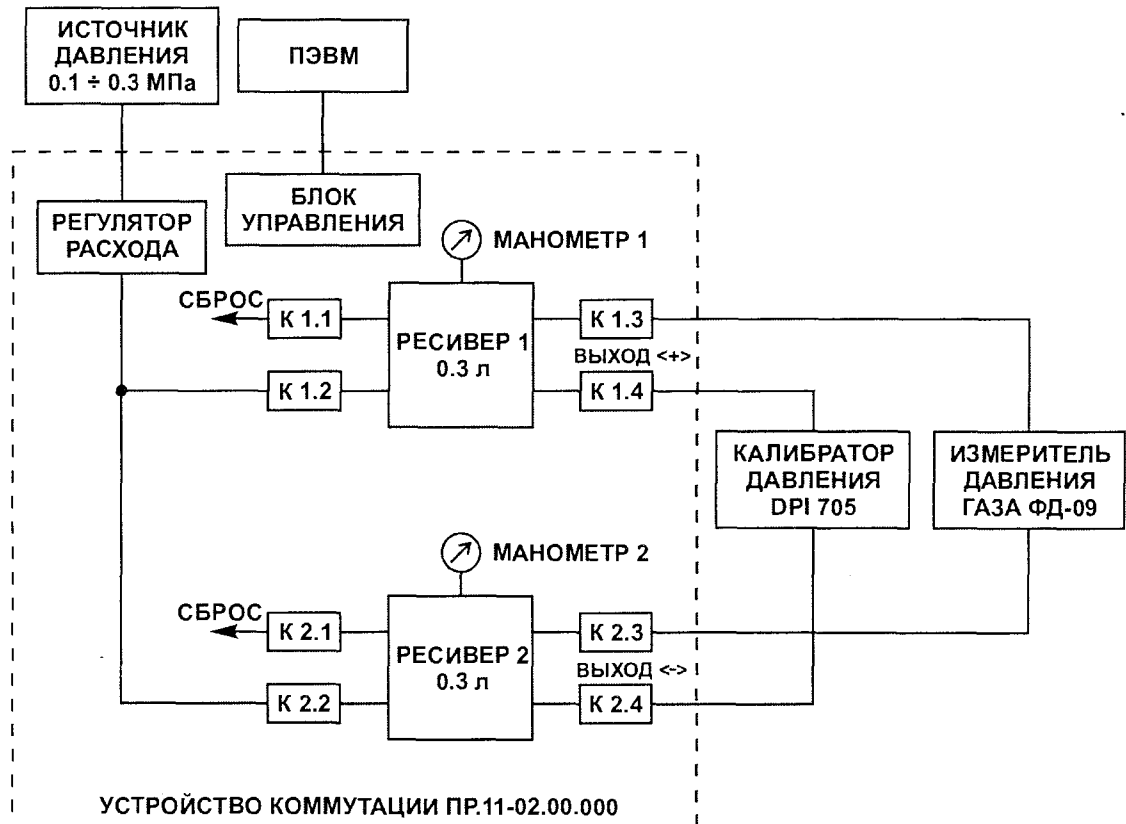 ИСТОЧНИК
ДАВЛЕНИЯ
0.1 ÷ 0.3 МПа
ПЭВМ
РЕГУЛЯТОР
РАСХОДА
БЛОК
УПРАВЛЕНИЯ
МАНОМЕТР 1
СБРОС
К 1.1
РЕСИВЕР 1
0.3 л
К 1.3
ВЫХОД <+>
К 1.2
К 1.4
КАЛИБРАТОР
ДАВЛЕНИЯ
DPI 705
ИЗМЕРИТЕЛЬ
ДАВЛЕНИЯ
ГАЗА ФД-09
МАНОМЕТР 2
СБРОС
К 2.1
РЕСИВЕР 2
0.3 л
К 2.3
ВЫХОД <->
К 2.2
К 2.4
УСТРОЙСТВО КОММУТАЦИИ ПР.11-02.00.000